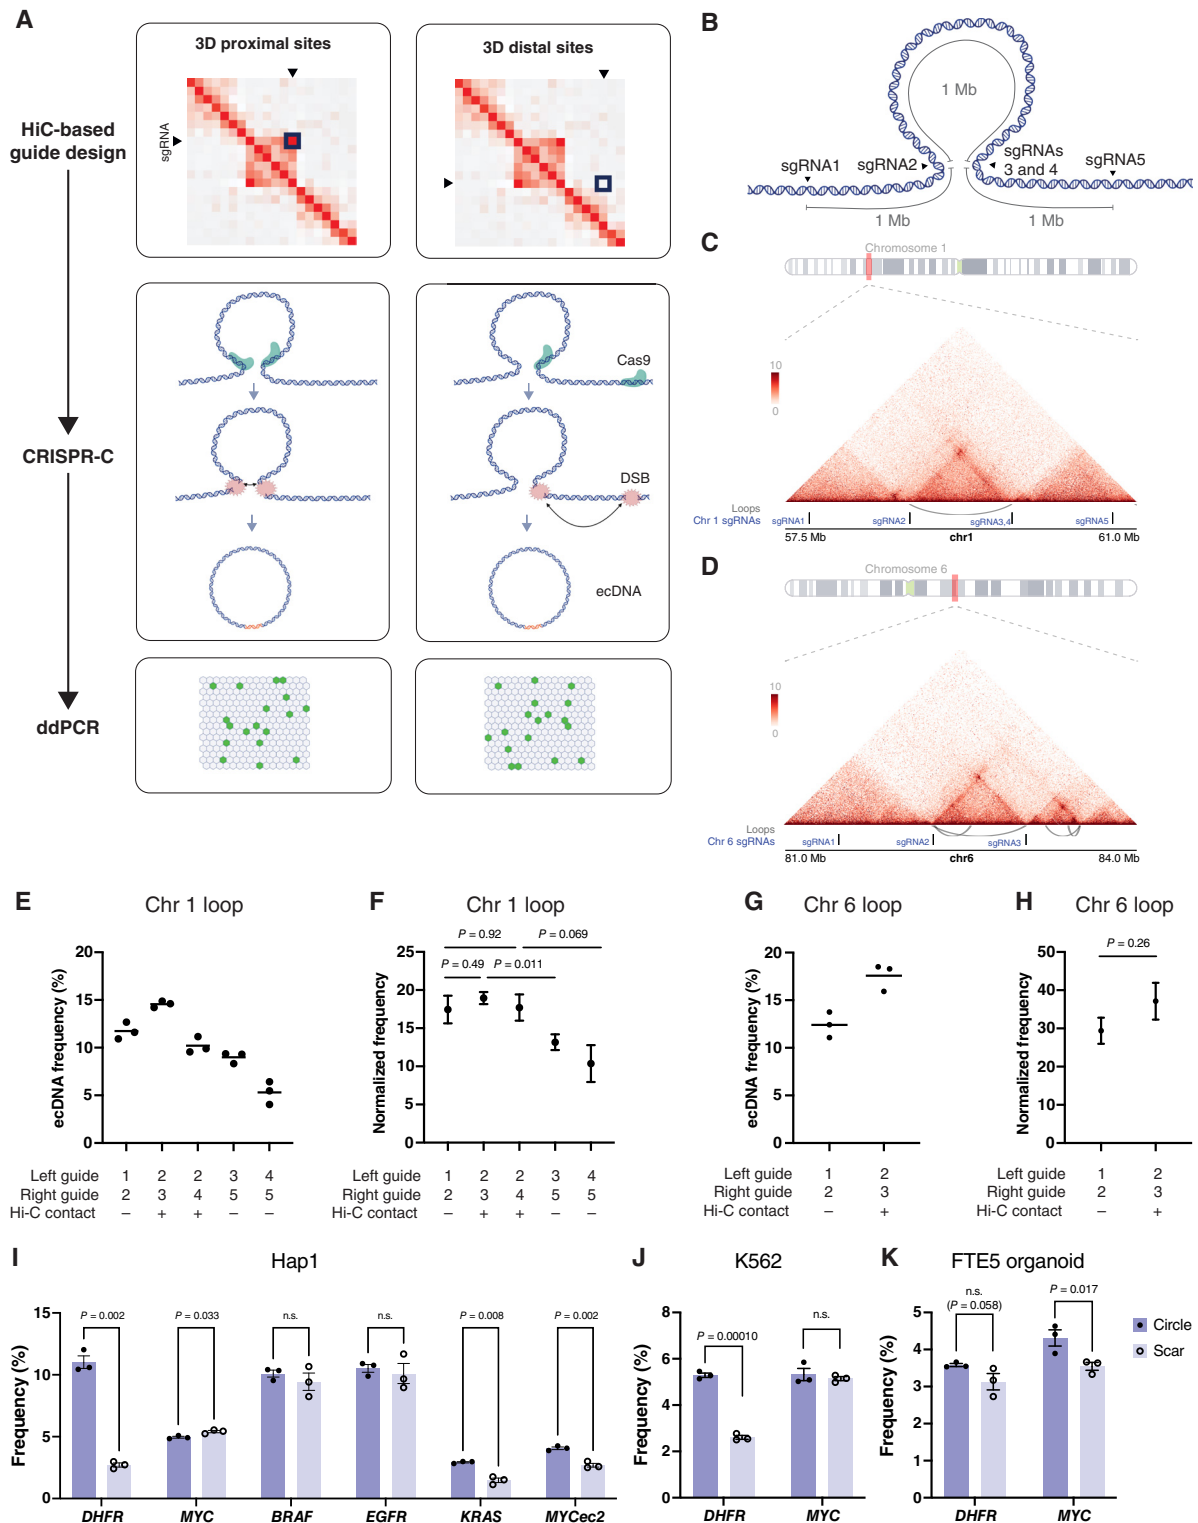 A
3D proximal sites
3D distal sites
HiC-based
guide design
sgRNA
CRISPR-C
Cas9
DSB
ecDNA
ddPCR
B
1 Mb
sgRNA1
sgRNA2
sgRNAs
3 and 4
sgRNA5
1 Mb
1 Mb
C
Chromosome 1
10
0
Loops
Chr 1 sgRNAs
sgRNA1
sgRNA2
sgRNA3,4
sgRNA5
57.5 Mb
chr1
61.0 Mb
D
Chromosome 6
10
0
Loops
Chr 6 sgRNAs
sgRNA1
sgRNA2
sgRNA3
81.0 Mb
chr6
84.0 Mb
E
Chr 1 loop
ecDNA frequency (%)
20
15
10
5
0
Left guide 1 2 2 3 4
Right guide 2 3 4 5 5
Hi-C contact – + + – –
F
Chr 1 loop
Normalized frequency
25
20
15
10
5
0
P = 0.92
P = 0.069
P = 0.49
P = 0.011
Left guide 1 2 2 3 4
Right guide 2 3 4 5 5
Hi-C contact – + + – –
G
Chr 6 loop
ecDNA frequency (%)
20
15
10
5
0
Left guide 1 2
Right guide 2 3
Hi-C contact – +
H
Chr 6 loop
Normalized frequency
50
40
30
20
10
0
P = 0.26
Left guide 1 2
Right guide 2 3
Hi-C contact – +
I
Hap1
Frequency (%)
15
10
5
0
P = 0.002
P = 0.033
n.s.
n.s.
P = 0.008
P = 0.002
DHFR MYC BRAF EGFR KRAS MYCec2
J
K562
Frequency (%)
8
6
4
2
0
P = 0.00010
n.s.
DHFR MYC
K
FTE5 organoid
Frequency (%)
5
4
3
2
1
0
n.s.
(P = 0.058)
P = 0.017
DHFR MYC
Circle
Scar